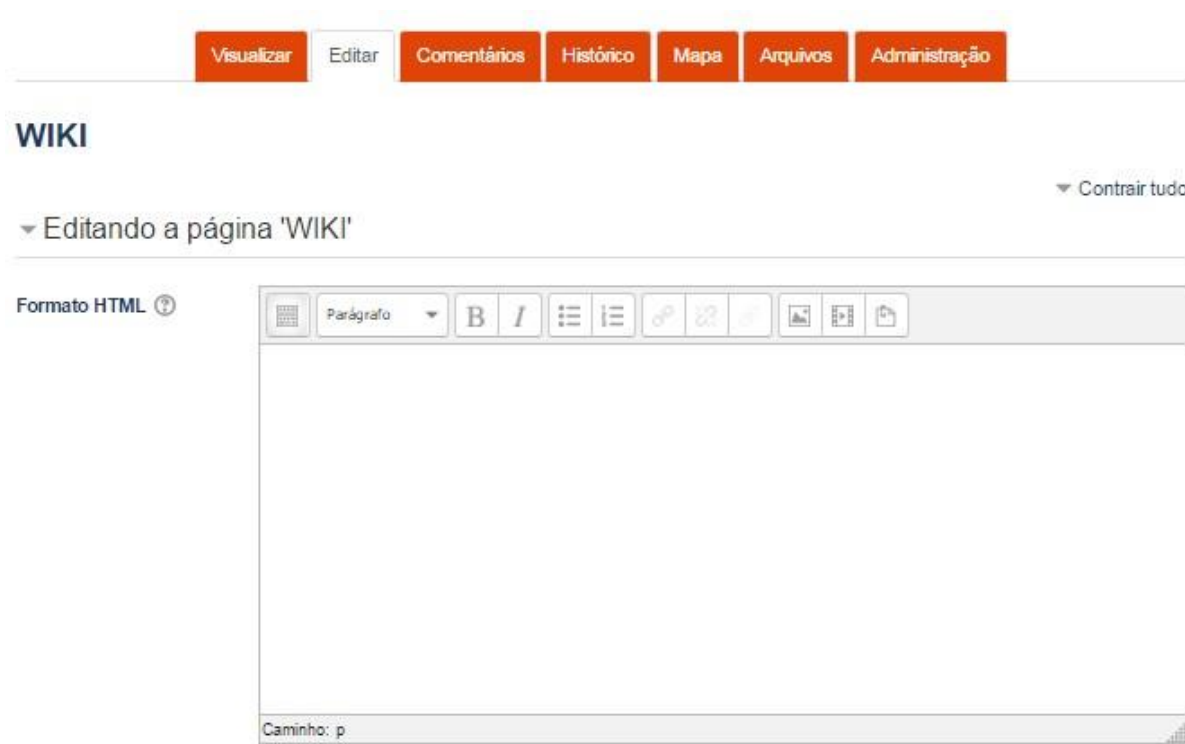 Visualizar Editar Comentários Histórico Mapa Arquivos Administração
WIKI
Contrair tudo
Editando a página 'WIKI'
Formato HTML
Parágrafo B I
Caminho: p